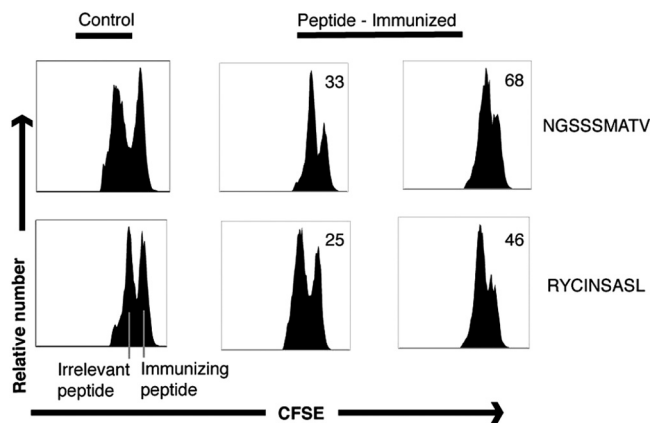 Control
Peptide - Immunized
33
68
NGSSSMATV
25
46
RYCINSASL
Relative number
Irrelevant
peptide
Immunizing
peptide
CFSE